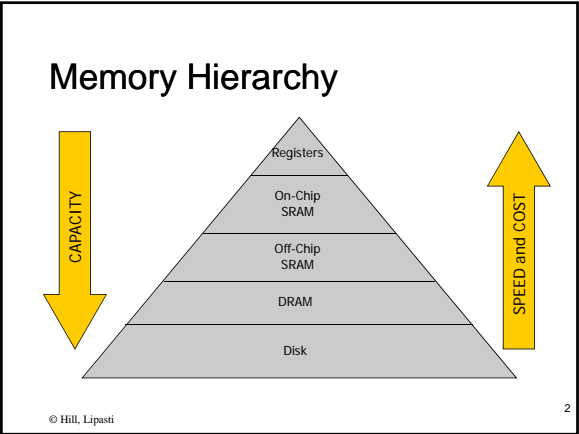 Memory Hierarchy
Registers
On-Chip
SRAM
Off-Chip
SRAM
DRAM
Disk
CAPACITY
SPEED and COST
© Hill, Lipasti
2